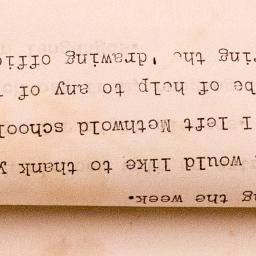 ng the week.
would like to thank y
I left Methwold schoo
be of help to any of
ring the 'drawing offic